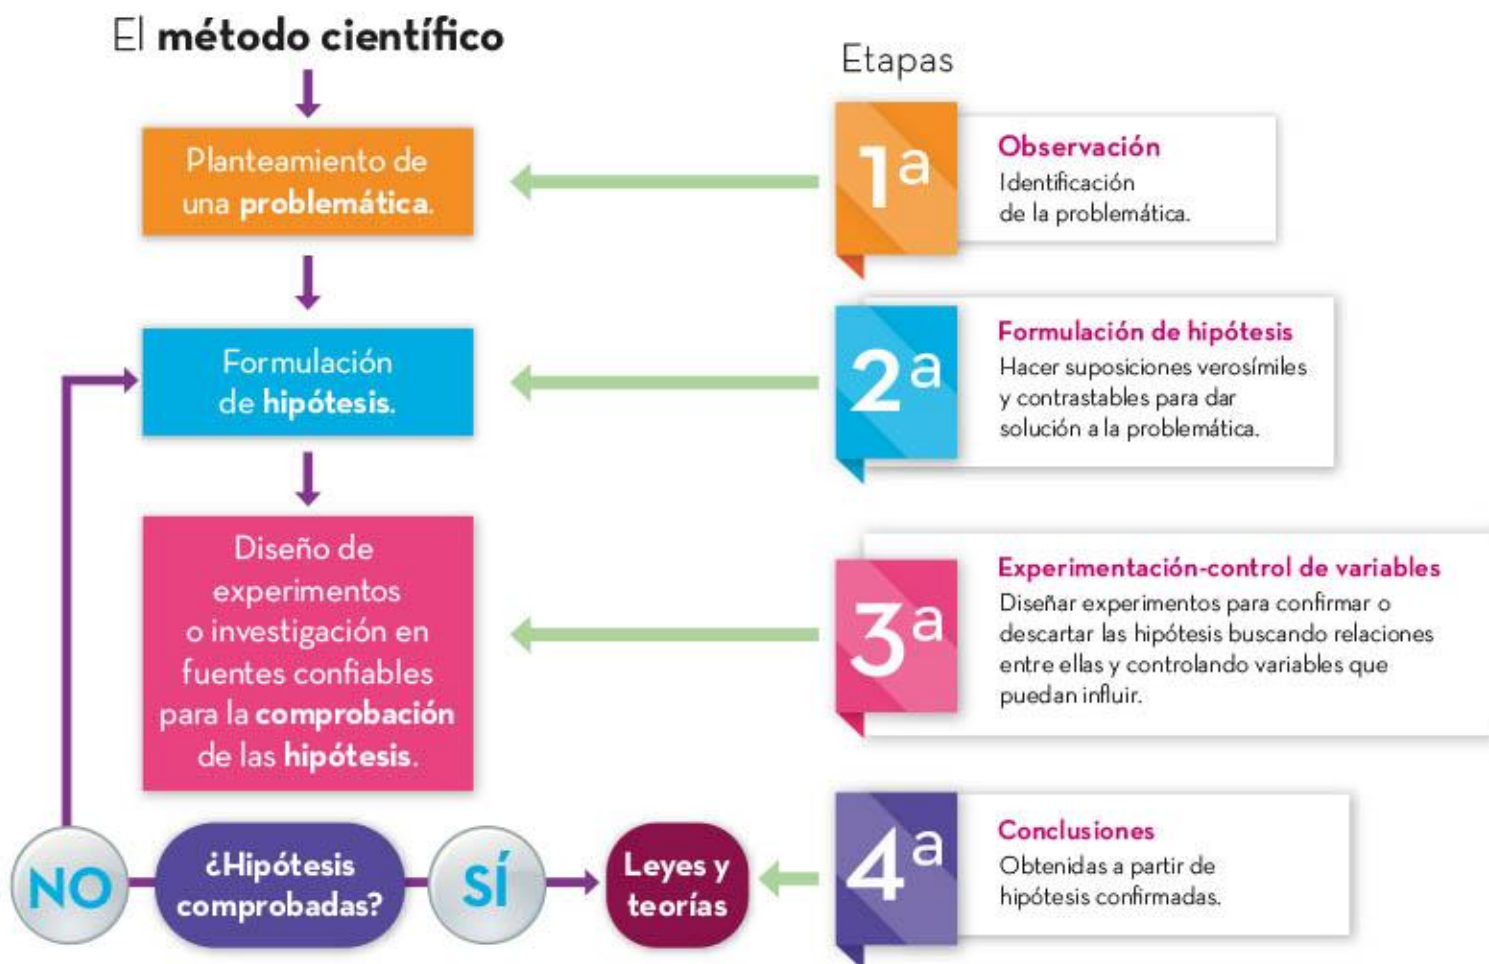 El método científico
Planteamiento de
una problemática.
Formulación
de hipótesis.
Diseño de
experimentos
o investigación en
fuentes confiables
para la comprobación
de las hipótesis.
NO
¿Hipótesis
comprobadas?
SÍ
Leyes y
teorías
Etapas
1a
Observación
Identificación
de la problemática.
2a
Formulación de hipótesis
Hacer suposiciones verosímiles
y contrastables para dar
solución a la problemática.
3a
Experimentación-control de variables
Diseñar experimentos para confirmar o
descartar las hipótesis buscando relaciones
entre ellas y controlando variables que
puedan influir.
4a
Conclusiones
Obtenidas a partir de
hipótesis confirmadas.